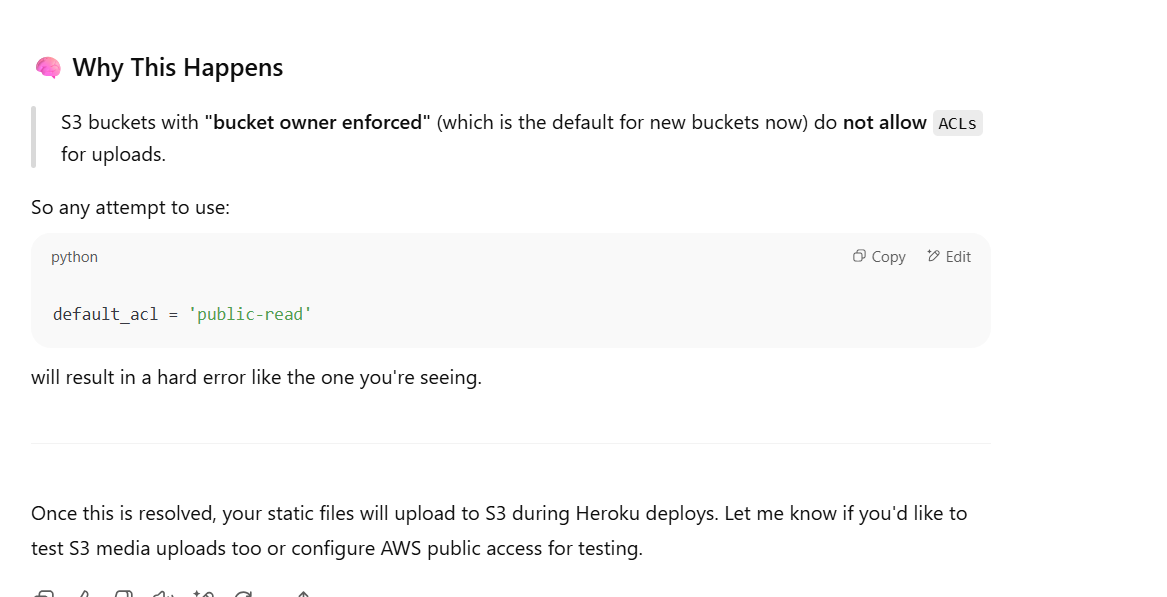 Why This Happens
S3 buckets with "bucket owner enforced" (which is the default for new buckets now) do not allow ACLs
for uploads.
So any attempt to use:
python
Copy
Edit
default_acl = 'public-read'
will result in a hard error like the one you're seeing.
Once this is resolved, your static files will upload to S3 during Heroku deploys. Let me know if you'd like to
test S3 media uploads too or configure AWS public access for testing.